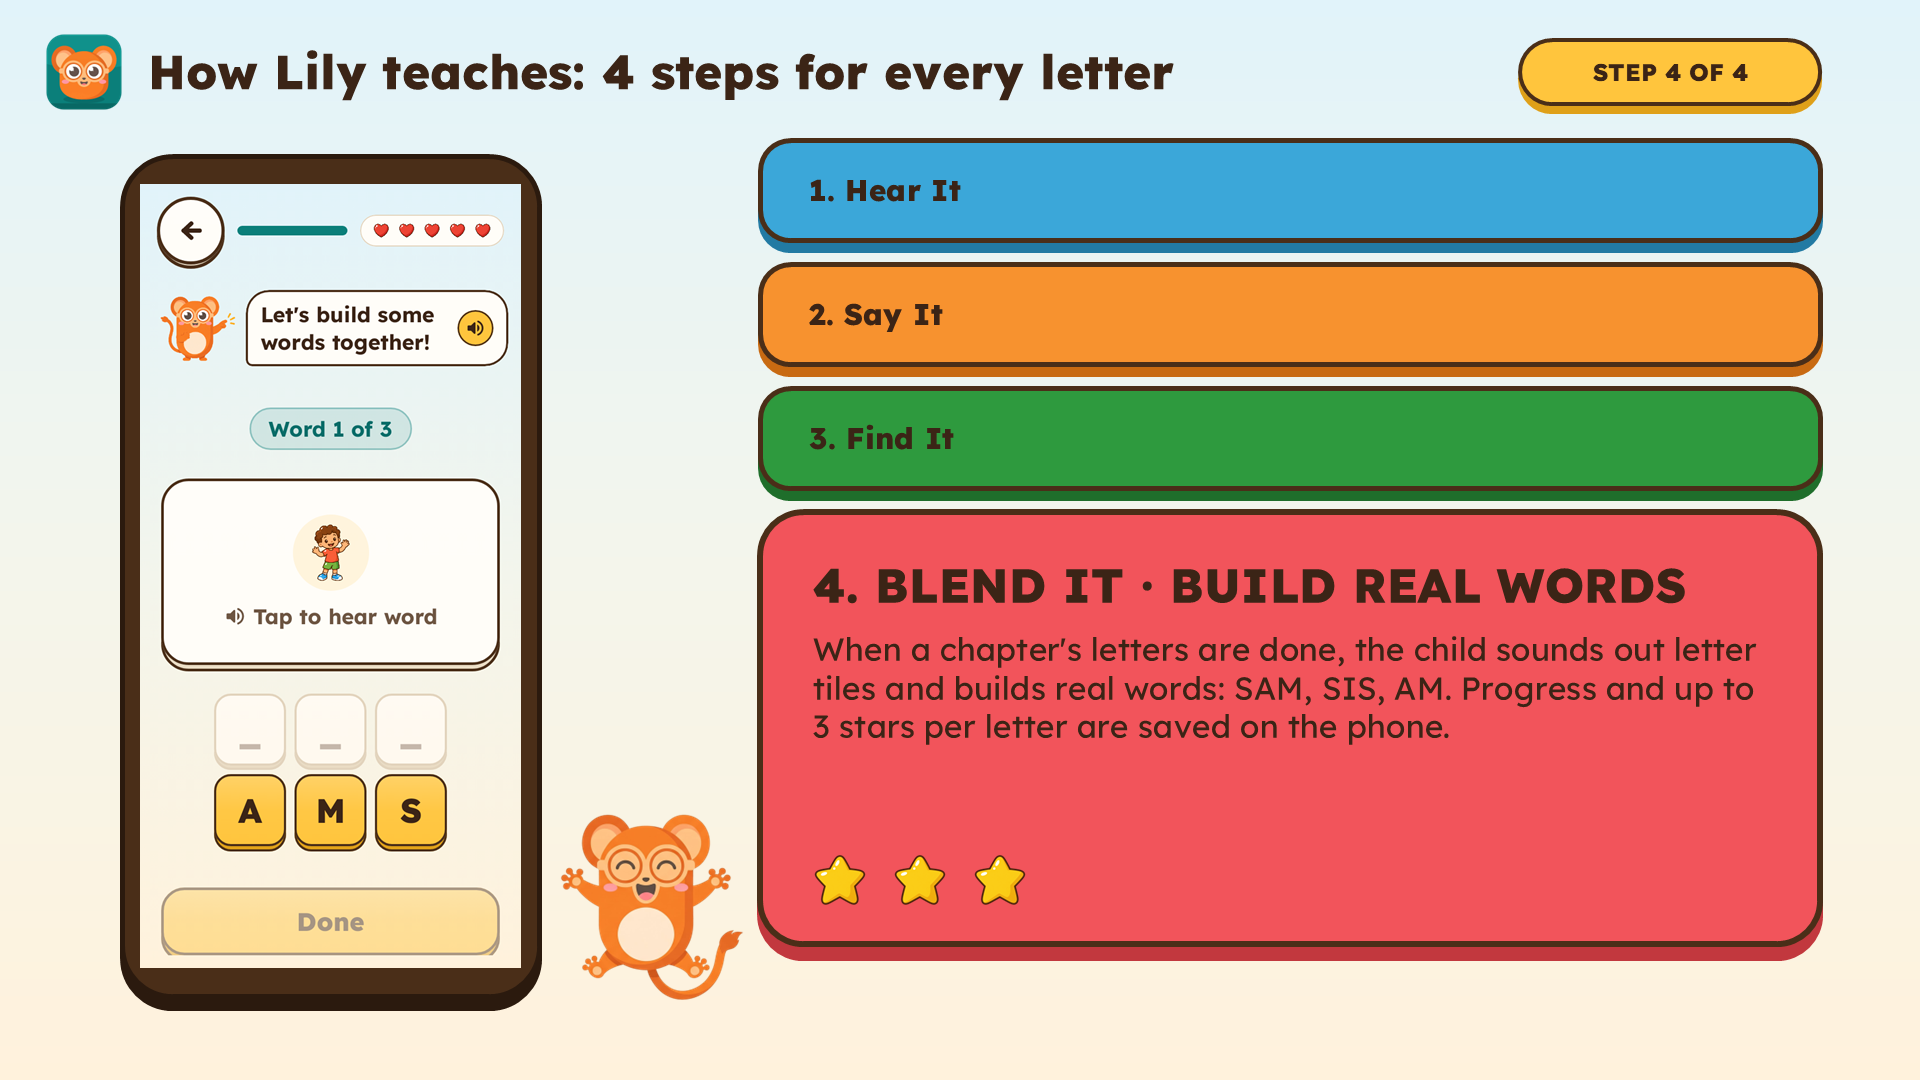 How Lily teaches: 4 steps for every letter
STEP 4 OF 4
Let's build some
words together!
Word 1 of 3
Tap to hear word
_ _ _
A M S
Done
1. Hear It
2. Say It
3. Find It
4. BLEND IT · BUILD REAL WORDS
When a chapter's letters are done, the child sounds out letter
tiles and builds real words: SAM, SIS, AM. Progress and up to
3 stars per letter are saved on the phone.